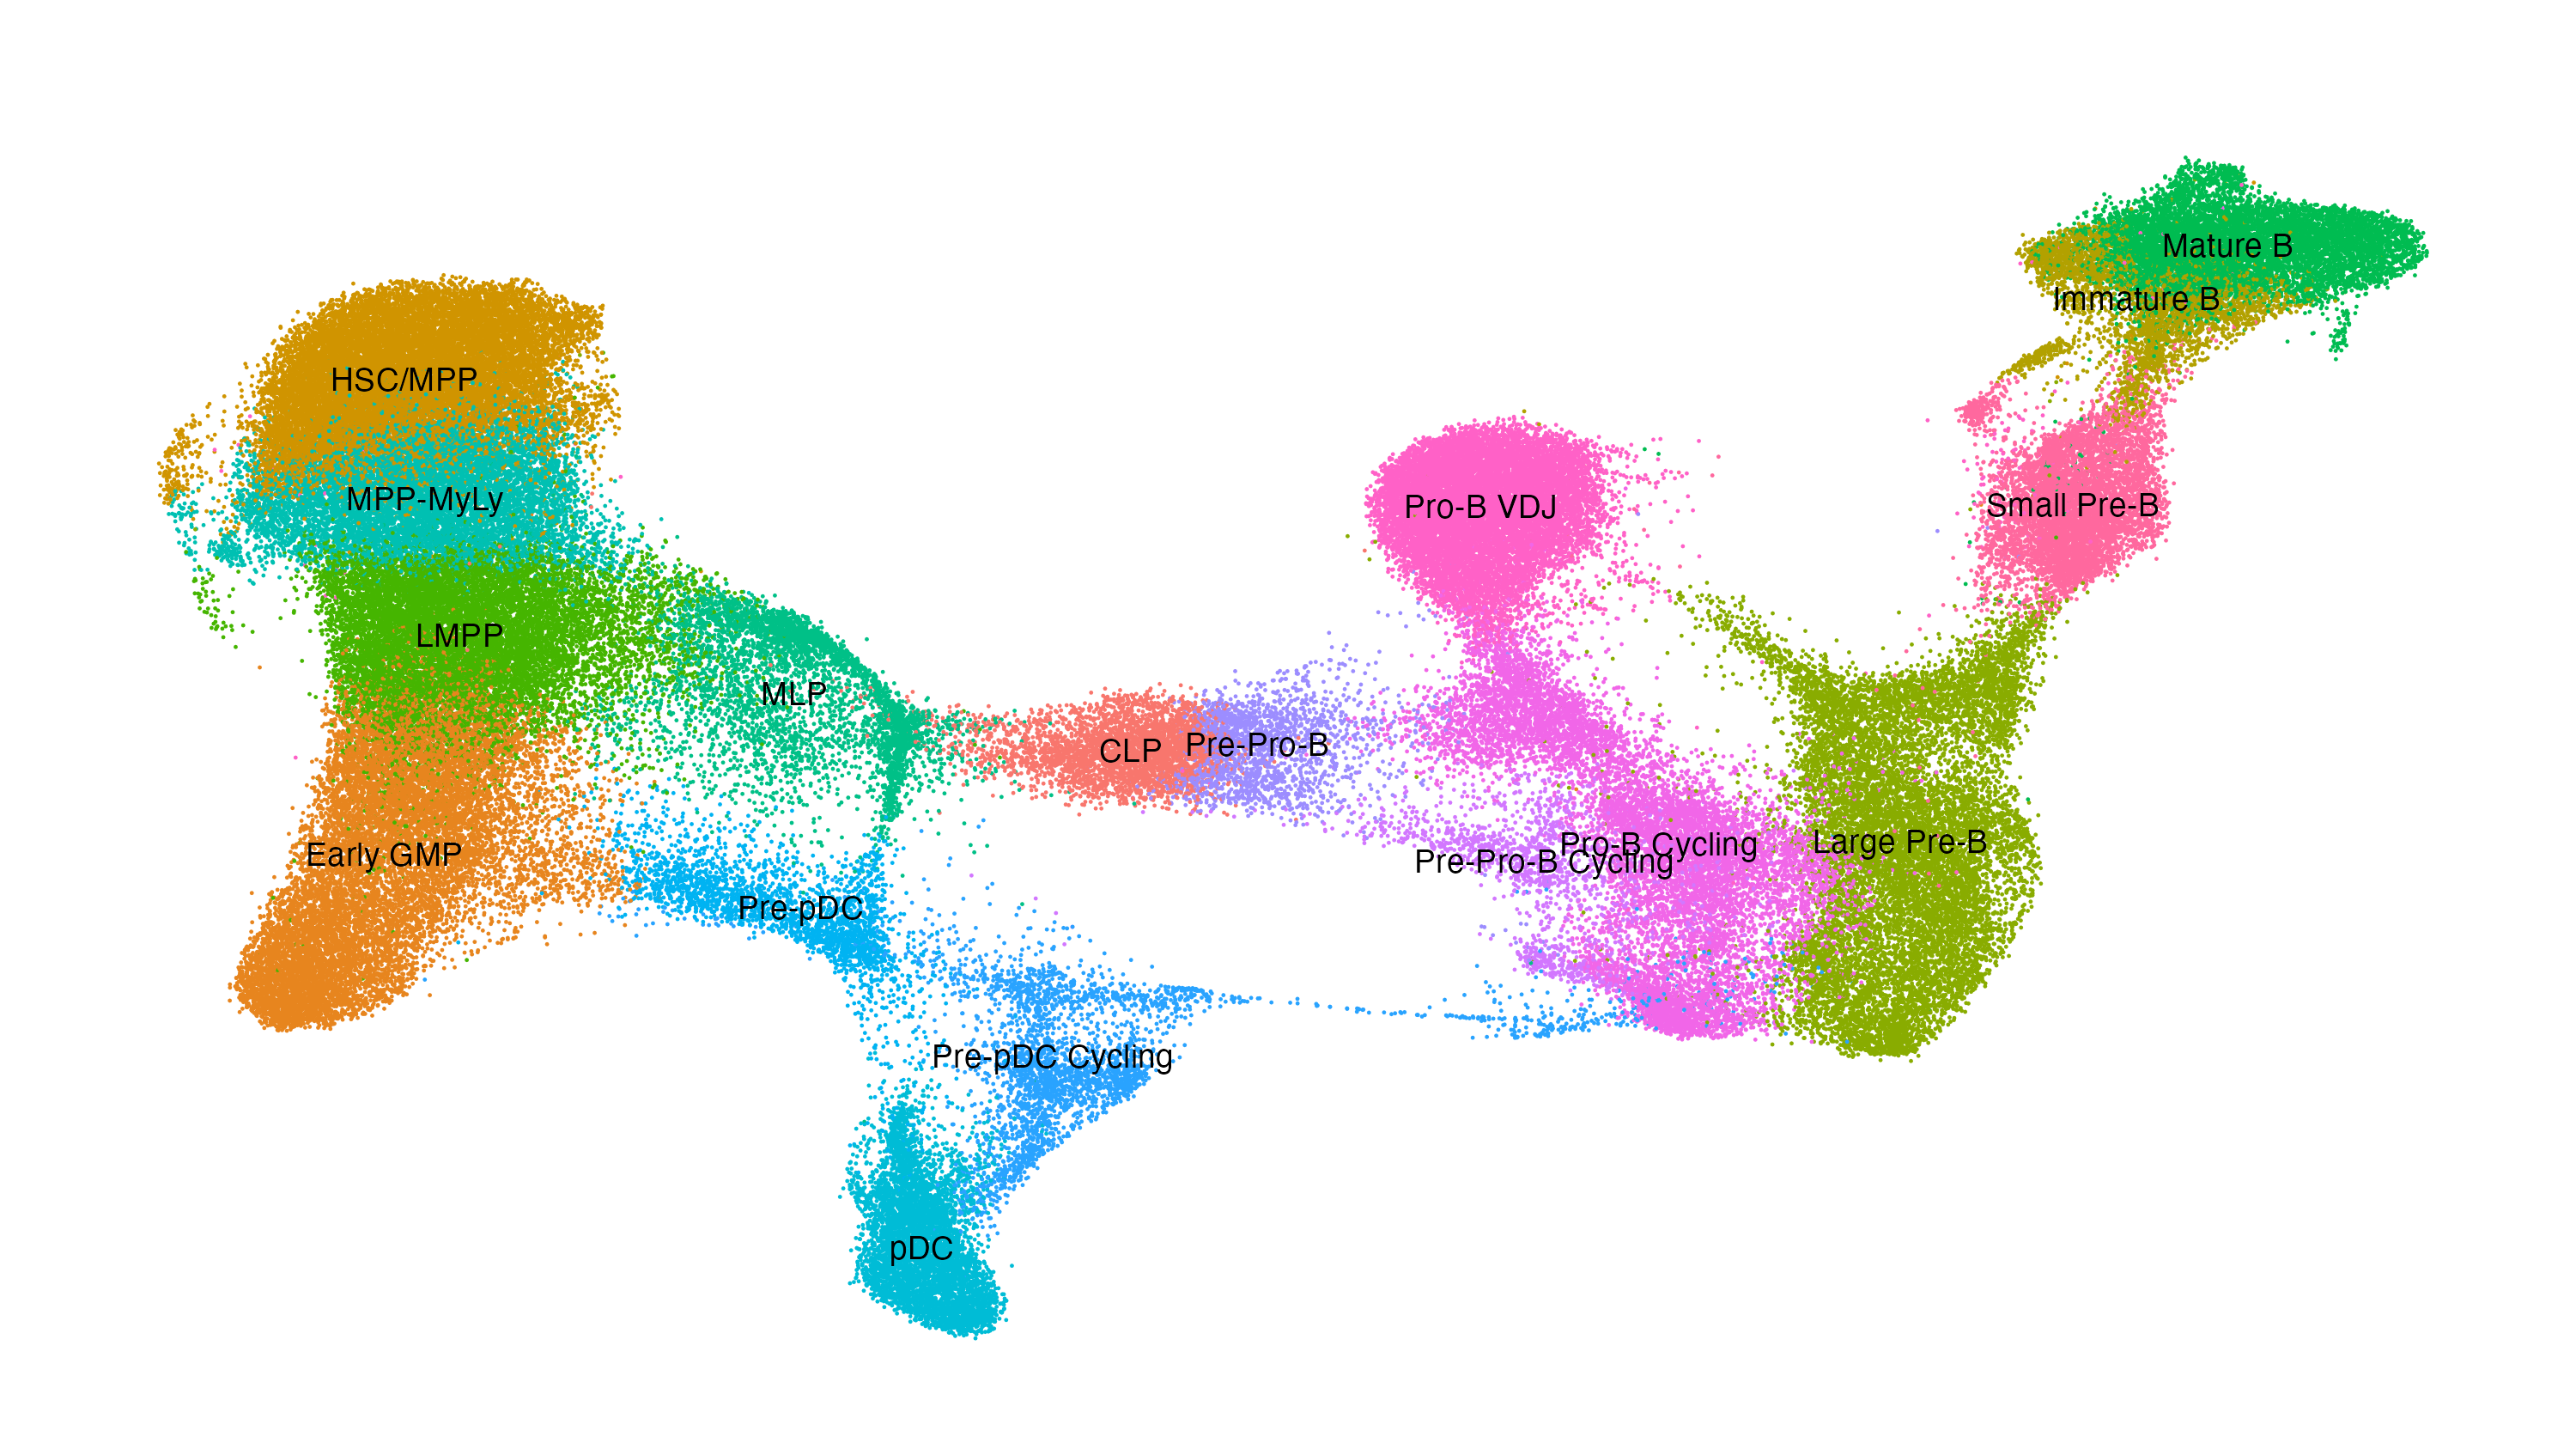 Mature B
Immature B
HSC/MPP
MPP-MyLy
Pro-B VDJ
Small Pre-B
LMPP
MLP
CLP
Pre-Pro-B
Early GMP
Pro-B Cycling
Pre-Pro-B Cycling
Large Pre-B
Pre-pDC
Pre-pDC Cycling
pDC